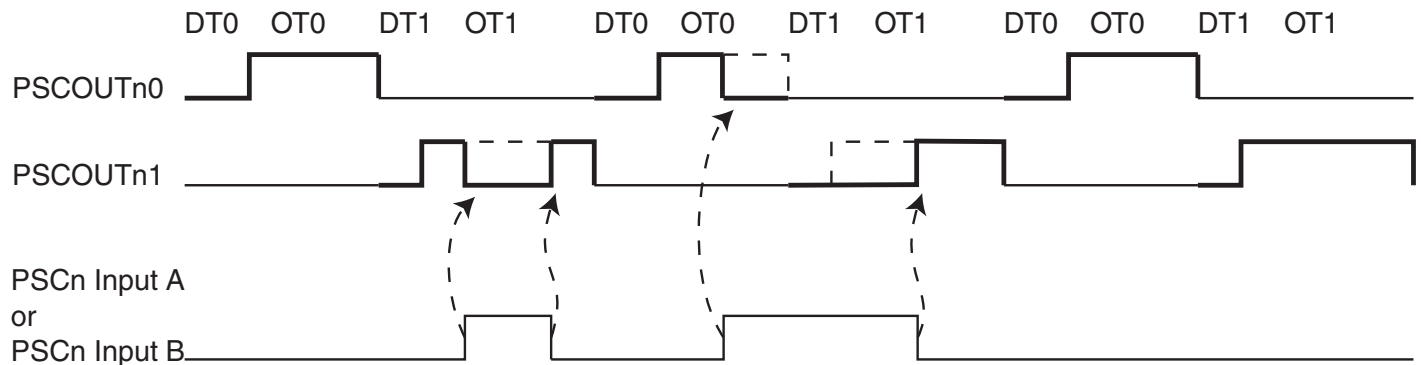 DT0 OT0 DT1 OT1 DT0 OT0 DT1 OT1 DT0 OT0 DT1 OT1
PSCOUTn0
PSCOUTn1
PSCn Input A
or
PSCn Input B